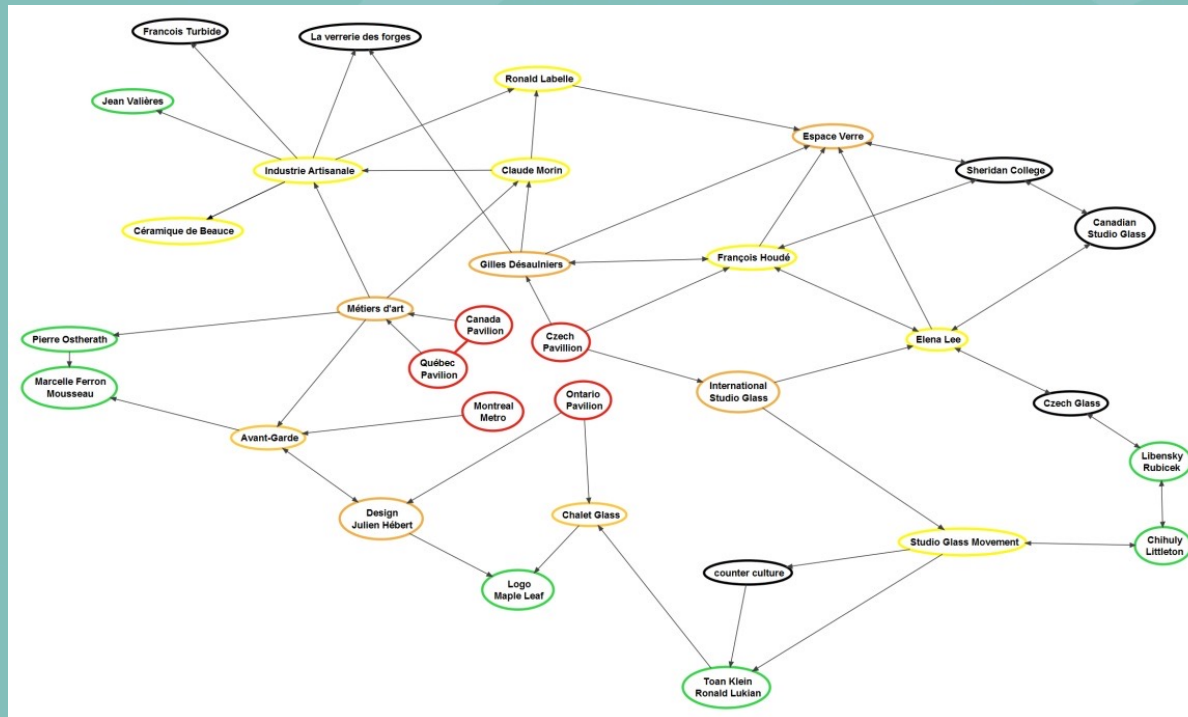 Francois Turbide
La verrerie des forges
Ronald Labelle
Jean Valières
Espace Verre
Industrie Artisanale
Claude Morin
Sheridan College
Canadian
Studio Glass
Céramique de Beauce
Gilles Désaulniers
François Houdé
Métiers d'art
Canada
Pavilion
Pierre Ostherath
Czech
Pavillion
Elena Lee
Québec
Pavilion
Marcelle Ferron
Mousseau
International
Studio Glass
Czech Glass
Montreal
Metro
Ontario
Pavilion
Avant-Garde
Libensky
Rubicek
Design
Julien Hébert
Chalet Glass
Studio Glass Movement
Chihuly
Littleton
counter culture
Logo
Maple Leaf
Toan Klein
Ronald Lukian